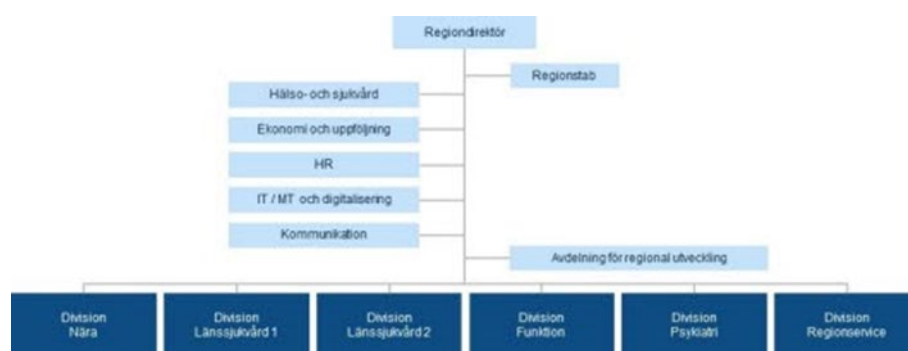 Regiondirektör
Regionstab
Hälso- och sjukvård
Ekonomi och uppföljning
HR
IT / MT och digitalisering
Kommunikation
Avdelning för regional utveckling
Division
Nära
Division
Länssjukvård 1
Division
Länssjukvård 2
Division
Funktion
Division
Psykiatri
Division
Regionservice